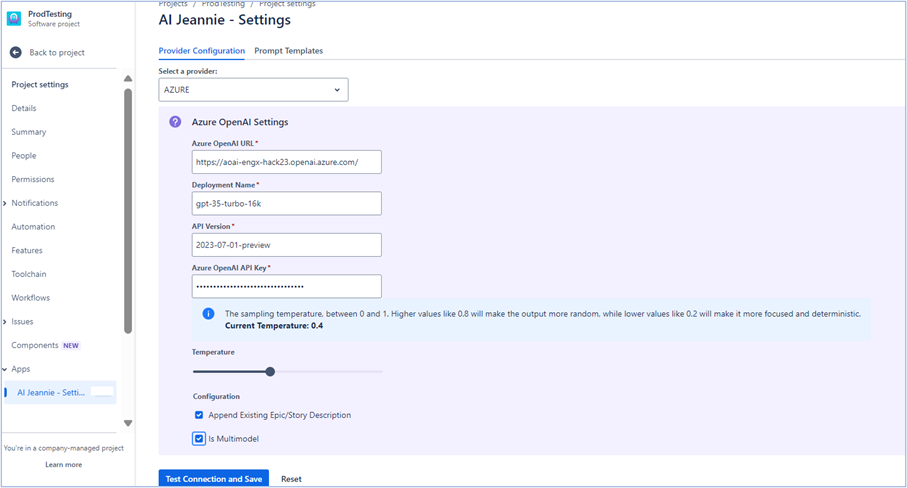 ProdTesting
Software project
Back to project
Project settings
Details
Summary
People
Permissions
Notifications
Automation
Features
Toolchain
Workflows
Issues
Components NEW
Apps
AI Jeannie - Setti...
You're in a company-managed project
Learn more
Projects / ProdTesting / Project settings
AI Jeannie - Settings
Provider Configuration Prompt Templates
Select a provider:
AZURE
? Azure OpenAI Settings
Azure OpenAI URL*
https://aoai-engx-hack23.openai.azure.com/
Deployment Name*
gpt-35-turbo-16k
API Version*
2023-07-01-preview
Azure OpenAI API Key*
••••••••••••••••••••••••••••••••
The sampling temperature, between 0 and 1. Higher values like 0.8 will make the output more random, while lower values like 0.2 will make it more focused and deterministic.
Current Temperature: 0.4
Temperature
Configuration
Append Existing Epic/Story Description
Is Multimodel
Test Connection and Save Reset